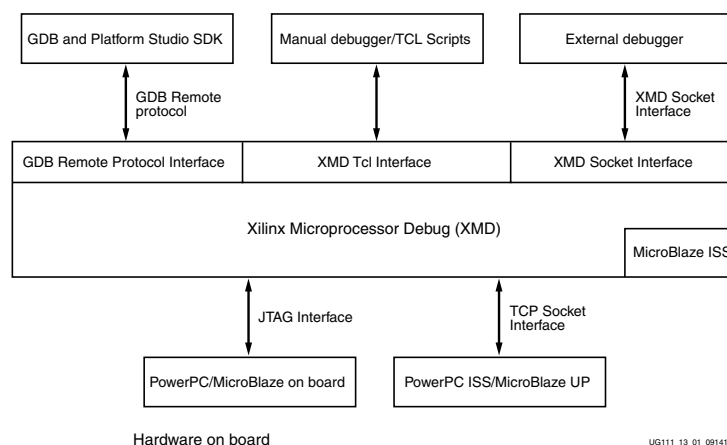 GDB and Platform Studio SDK
Manual debugger/TCL Scripts
External debugger
GDB Remote
protocol
XMD Socket
Interface
GDB Remote Protocol Interface
XMD Tcl Interface
XMD Socket Interface
Xilinx Microprocessor Debug (XMD)
MicroBlaze ISS
JTAG Interface
TCP Socket
Interface
PowerPC/MicroBlaze on board
PowerPC ISS/MicroBlaze UP
Hardware on board
UG111_13_01_09141